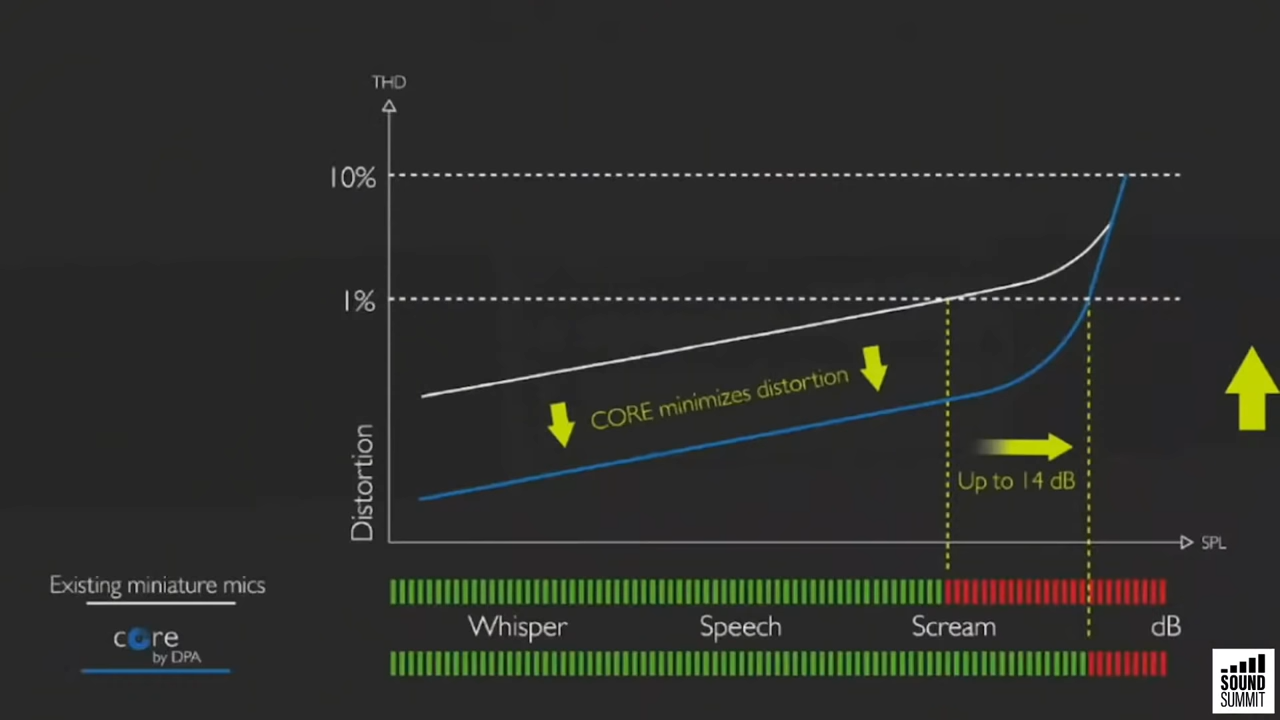 THD
10%
1%
CORE minimizes distortion
Up to 14 dB
Distortion
SPL
Existing miniature mics
core
by DPA
Whisper Speech Scream dB
SOUND
SUMMIT